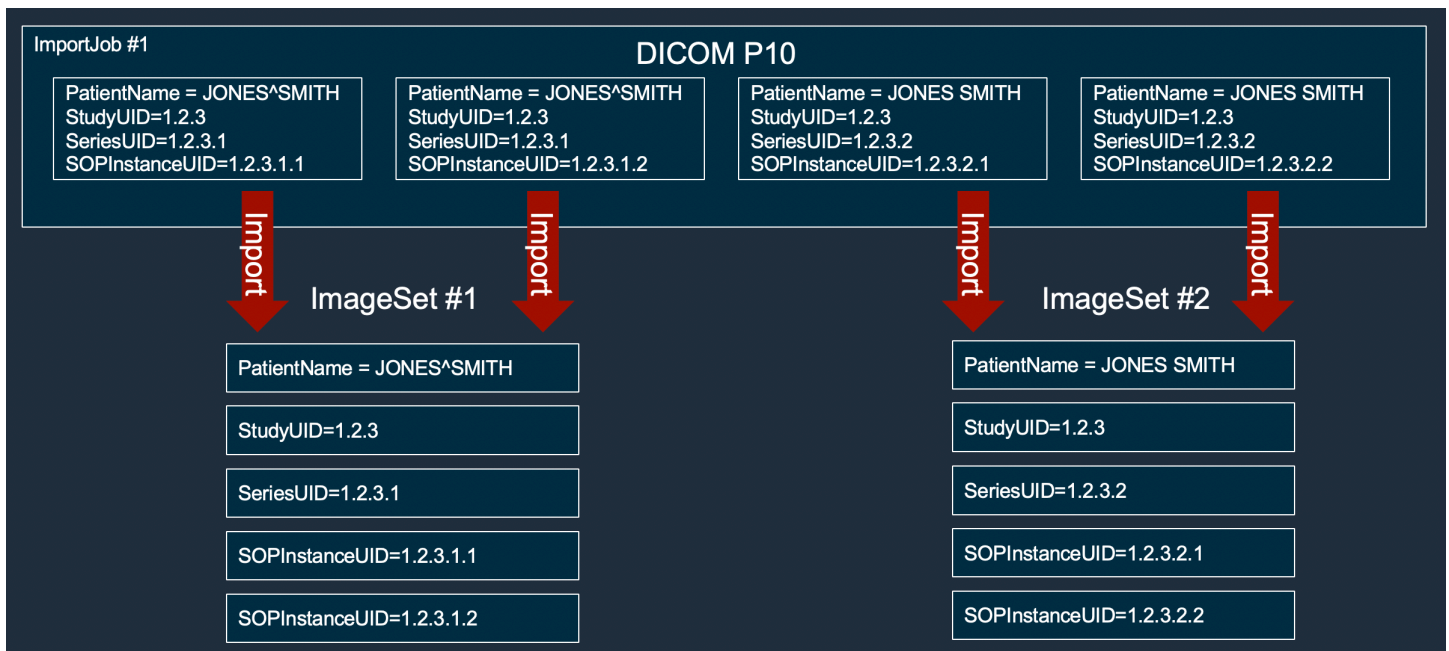 ImportJob #1
DICOM P10
PatientName = JONES^SMITH
StudyUID=1.2.3
SeriesUID=1.2.3.1
SOPInstanceUID=1.2.3.1.1
PatientName = JONES^SMITH
StudyUID=1.2.3
SeriesUID=1.2.3.1
SOPInstanceUID=1.2.3.1.2
PatientName = JONES SMITH
StudyUID=1.2.3
SeriesUID=1.2.3.2
SOPInstanceUID=1.2.3.2.1
PatientName = JONES SMITH
StudyUID=1.2.3
SeriesUID=1.2.3.2
SOPInstanceUID=1.2.3.2.2
Import
Import
Import
Import
ImageSet #1
PatientName = JONES^SMITH
StudyUID=1.2.3
SeriesUID=1.2.3.1
SOPInstanceUID=1.2.3.1.1
SOPInstanceUID=1.2.3.1.2
ImageSet #2
PatientName = JONES SMITH
StudyUID=1.2.3
SeriesUID=1.2.3.2
SOPInstanceUID=1.2.3.2.1
SOPInstanceUID=1.2.3.2.2